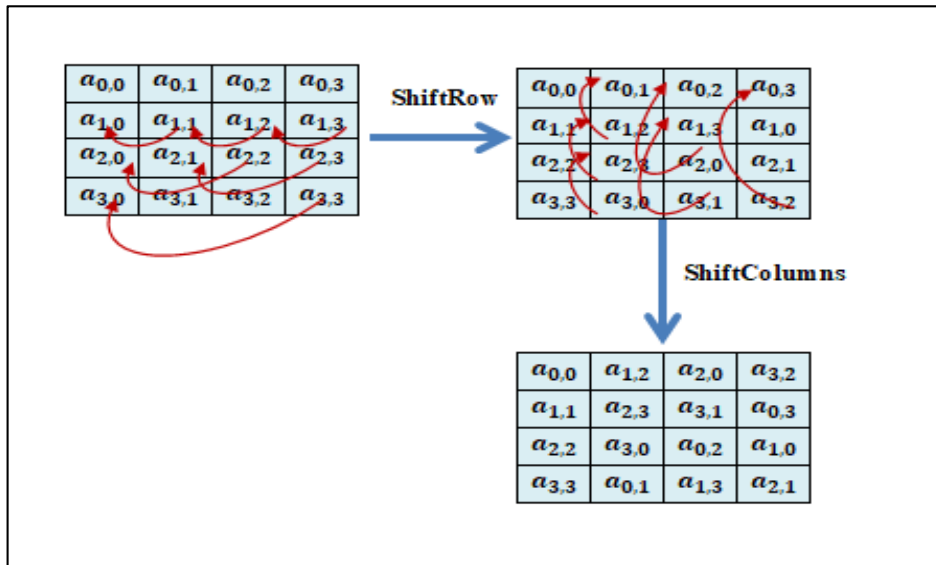 a0,0 a0,1 a0,2 a0,3
a1,0 a1,1 a1,2 a1,3
a2,0 a2,1 a2,2 a2,3
a3,0 a3,1 a3,2 a3,3
ShiftRow
a0,0 a0,1 a0,2 a0,3
a1,1 a1,2 a1,3 a1,0
a2,2 a2,3 a2,0 a2,1
a3,3 a3,0 a3,1 a3,2
ShiftColumns
a0,0 a1,2 a2,0 a3,2
a1,1 a2,3 a3,1 a0,3
a2,2 a3,0 a0,2 a1,0
a3,3 a0,1 a1,3 a2,1